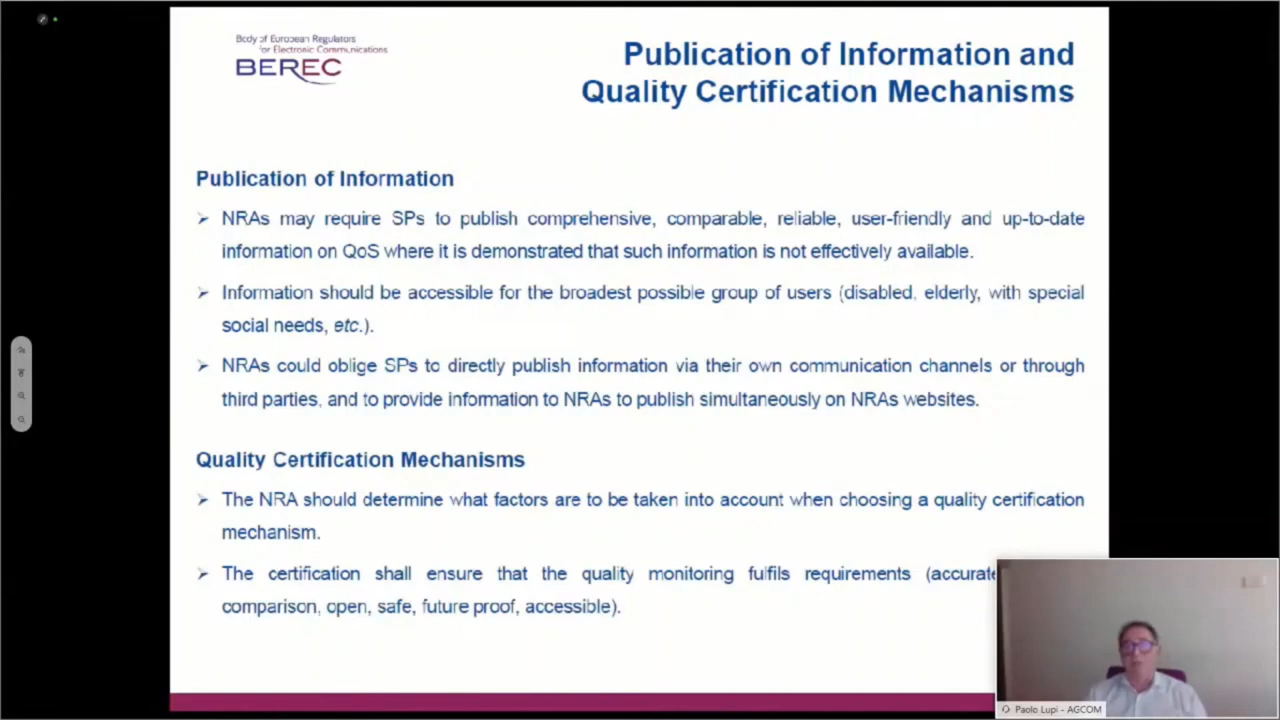 Body of European Regulators
for Electronic Communications
BEREC
Publication of Information and
Quality Certification Mechanisms
Publication of Information
➢ NRAs may require SPs to publish comprehensive, comparable, reliable, user-friendly and up-to-date
information on QoS where it is demonstrated that such information is not effectively available.
➢ Information should be accessible for the broadest possible group of users (disabled, elderly, with special
social needs, etc.).
➢ NRAs could oblige SPs to directly publish information via their own communication channels or through
third parties, and to provide information to NRAs to publish simultaneously on NRAs websites.
Quality Certification Mechanisms
➢ The NRA should determine what factors are to be taken into account when choosing a quality certification
mechanism.
➢ The certification shall ensure that the quality monitoring fulfils requirements (accurate
comparison, open, safe, future proof, accessible).
Paolo Lupi - AGCOM